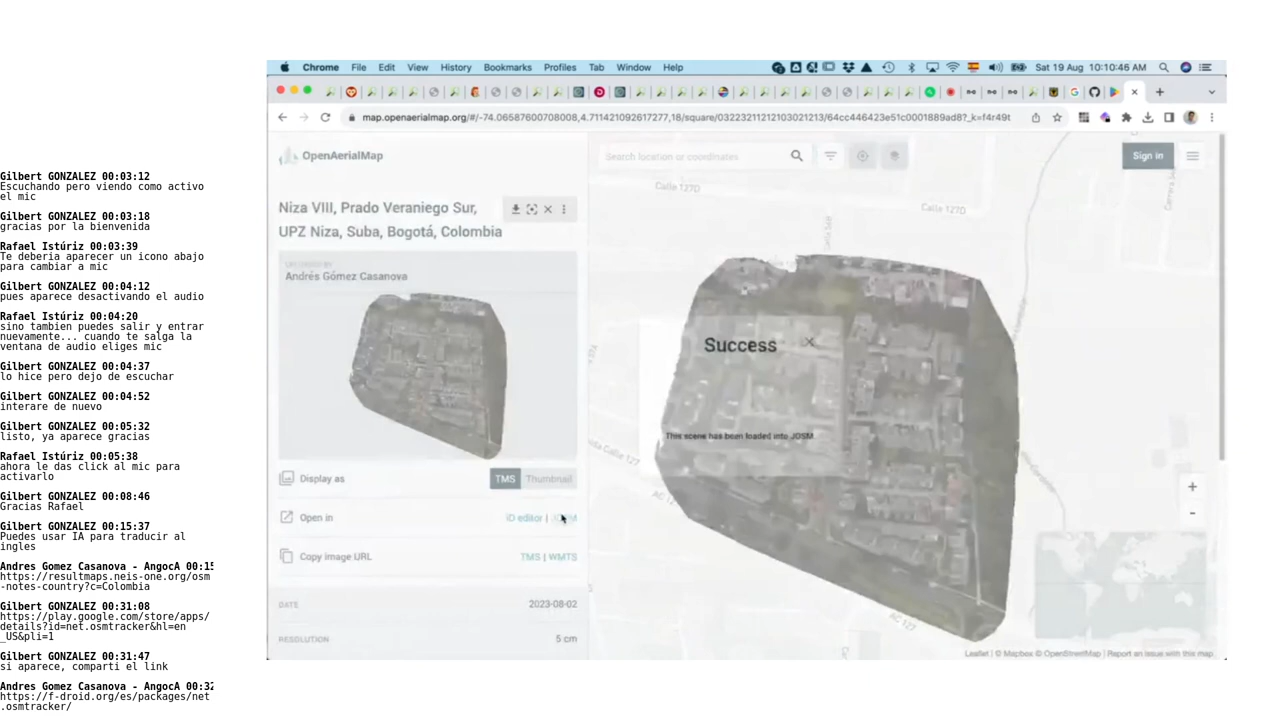 Gilbert GONZALEZ 00:03:12
Escuchando pero viendo como activo
el mic
Gilbert GONZALEZ 00:03:18
gracias por la bienvenida
Rafael Istúriz 00:03:39
Te deberia aparecer un icono abajo
para cambiar a mic
Gilbert GONZALEZ 00:04:12
pues aparece desactivando el audio
Rafael Istúriz 00:04:20
sino tambien puedes salir y entrar
nuevamente... cuando te salga la
ventana de audio eliges mic
Gilbert GONZALEZ 00:04:37
lo hice pero dejo de escuchar
Gilbert GONZALEZ 00:04:52
interare de nuevo
Gilbert GONZALEZ 00:05:32
listo, ya aparece gracias
Rafael Istúriz 00:05:38
ahora le das click al mic para
activarlo
Gilbert GONZALEZ 00:08:46
Gracias Rafael
Gilbert GONZALEZ 00:15:37
Puedes usar IA para traducir al
ingles
Andres Gomez Casanova - AngocA 00:15
https://resultmaps.neis-one.org/osm
-notes-country?c=Colombia
Gilbert GONZALEZ 00:31:08
https://play.google.com/store/apps/
details?id=net.osmtracker&hl=en
_US&pli=1
Gilbert GONZALEZ 00:31:47
si aparece, comparti el link
Andres Gomez Casanova - AngocA 00:32
https://f-droid.org/es/packages/net
.osmtracker/
Chrome File Edit View History Bookmarks Profiles Tab Window Help Sat 19 Aug 10:10:46 AM
map.openaerialmap.org/#/-74.06587600708008,4.711421092617277,18/square/03223211212103021213/64cc446423e51c0001889ad8?_k=f4r49t
OpenAerialMap
Search location or coordinates
Sign in
Niza VIII, Prado Veraniego Sur,
UPZ Niza, Suba, Bogotá, Colombia
UPLOADED BY
Andrés Gómez Casanova
Display as TMS Thumbnail
Open in iD editor | JOSM
Copy image URL TMS | WMTS
DATE 2023-08-02
RESOLUTION 5 cm
Calle 127D
Calle 127D
Success
This scene has been loaded into JOSM
Calle 127
AC 127
+
-
Leaflet | © Mapbox © OpenStreetMap | Report an issue with this map